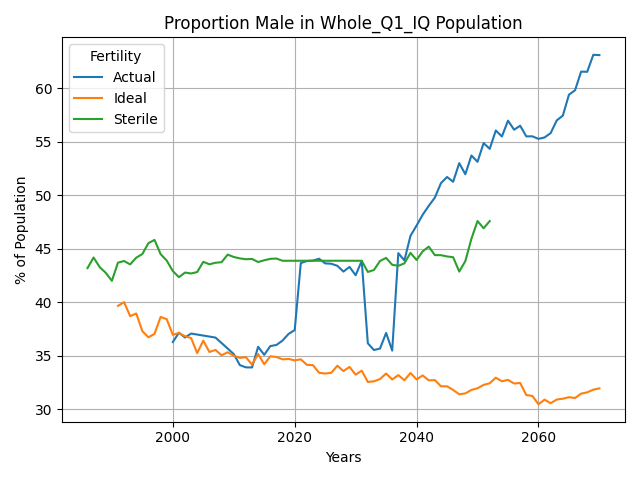 Proportion Male in Whole_Q1_IQ Population
Fertility
Actual
Ideal
Sterile
% of Population
60
55
50
45
40
35
30
2000
2020
2040
2060
Years